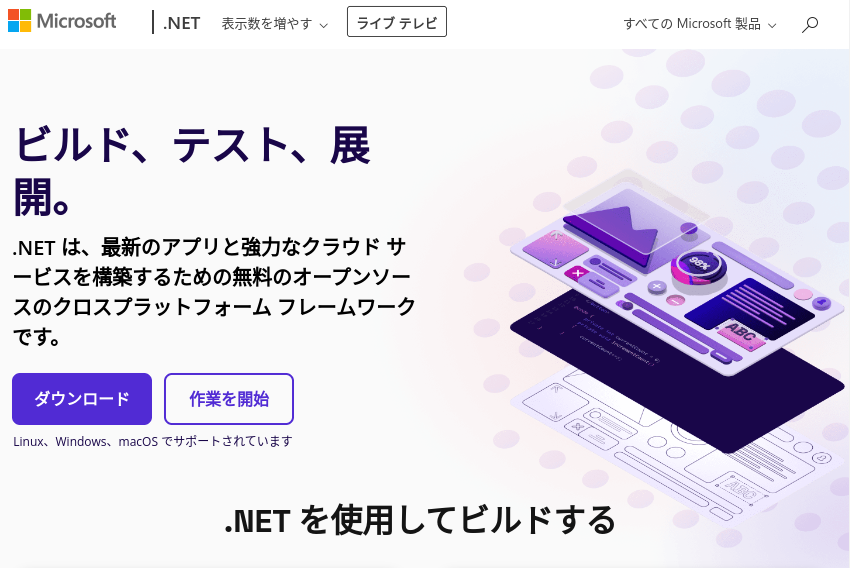 Microsoft
.NET
表示数を増やす
ライブ テレビ
すべての Microsoft 製品
ビルド、テスト、展
開。
.NET は、最新のアプリと強力なクラウド サ
ービスを構築するための無料のオープンソー
スのクロスプラットフォーム フレームワーク
です。
ダウンロード
作業を開始
Linux、Windows、macOS でサポートされています
98%
ABC
ABC
.NET を使用してビルドする